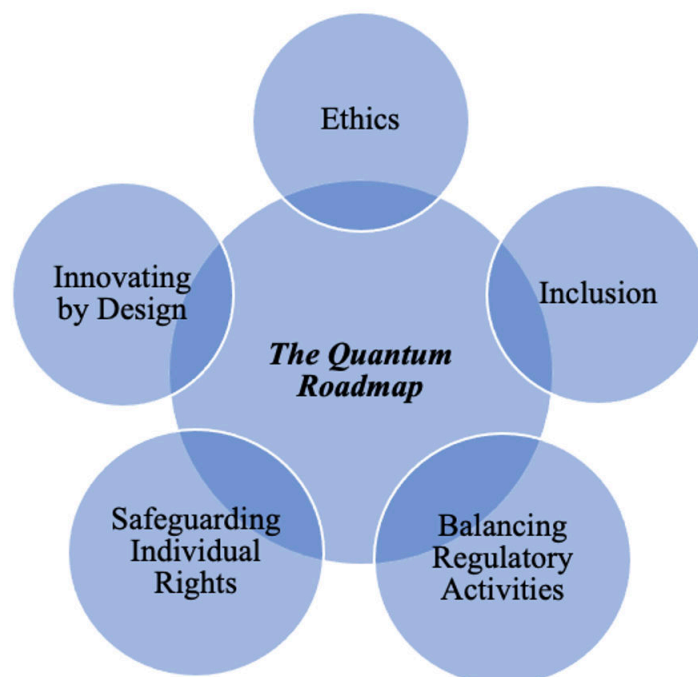 Ethics
Innovating
by Design
Inclusion
The Quantum
Roadmap
Safeguarding
Individual
Rights
Balancing
Regulatory
Activities